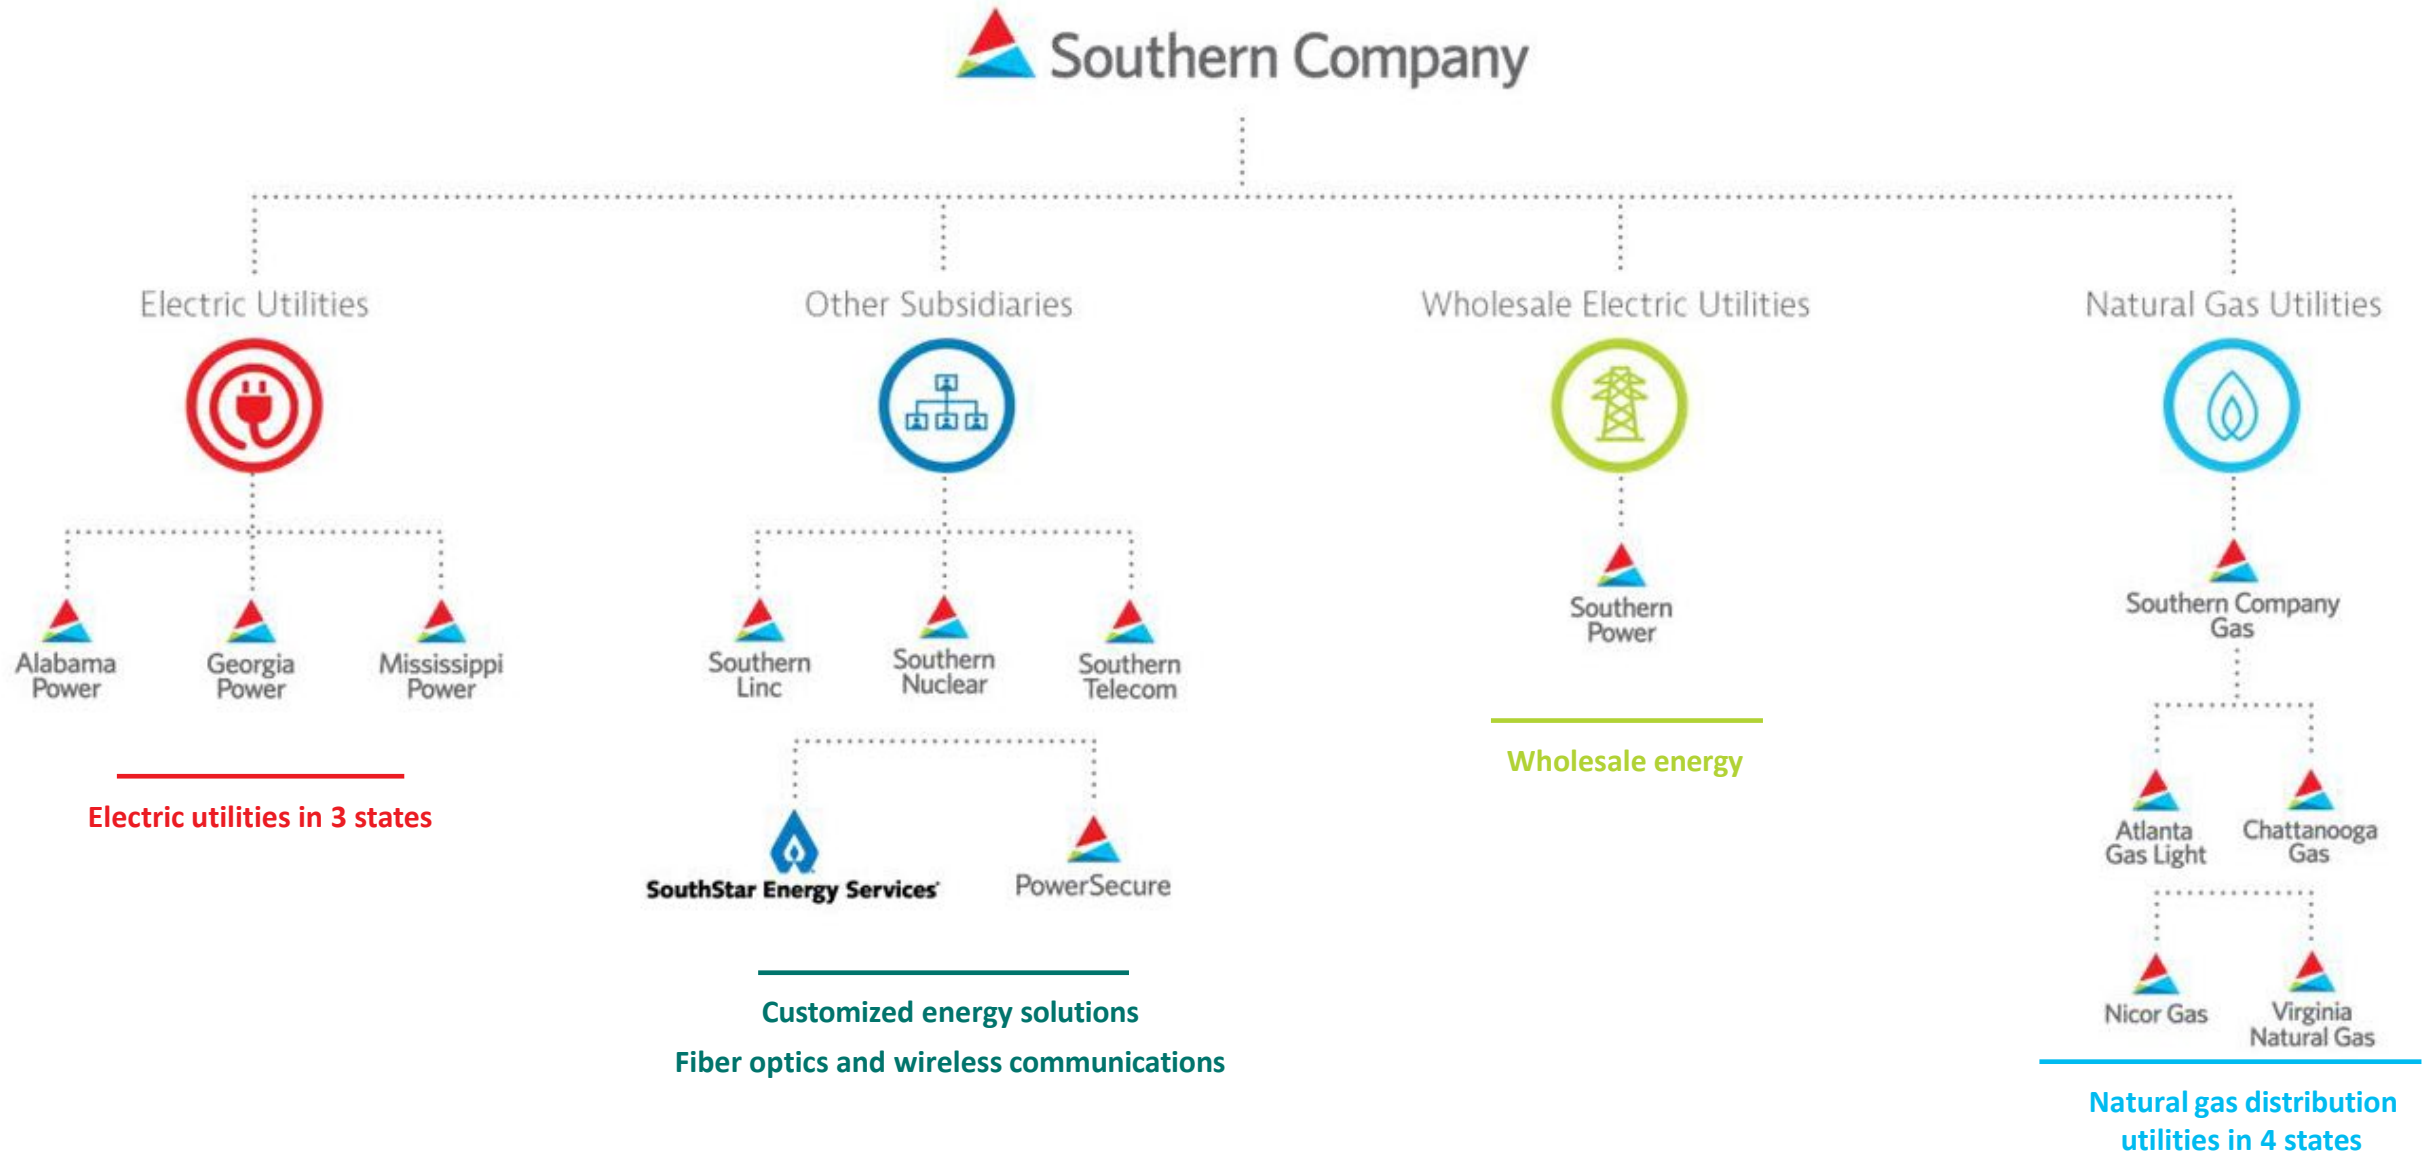 Southern Company
Electric Utilities
Other Subsidiaries
Wholesale Electric Utilities
Natural Gas Utilities
Alabama
Power
Georgia
Power
Mississippi
Power
Electric utilities in 3 states
Southern
Linc
Southern
Nuclear
Southern
Telecom
SouthStar Energy Services
PowerSecure
Customized energy solutions
Fiber optics and wireless communications
Southern
Power
Wholesale energy
Southern Company
Gas
Atlanta
Gas Light
Chattanooga
Gas
Nicor Gas
Virginia
Natural Gas
Natural gas distribution
utilities in 4 states